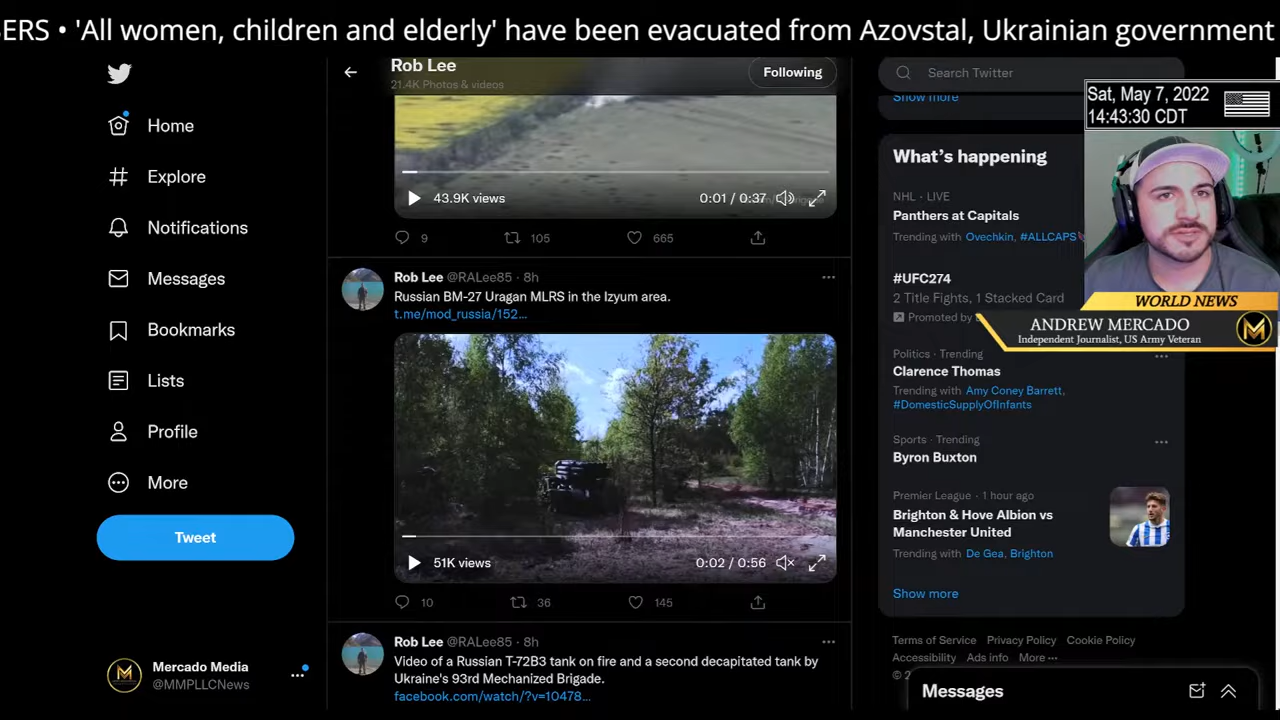 ERS • 'All women, children and elderly' have been evacuated from Azovstal, Ukrainian government
Home
Explore
Notifications
Messages
Bookmarks
Lists
Profile
More
Tweet
Mercado Media
@MMPLLCNews
Rob Lee
21.4K Photos & videos
Following
43.9K views
0:01 / 0:37
9
105
665
Rob Lee @RALee85 · 8h
Russian BM-27 Uragan MLRS in the Izyum area.
t.me/mod_russia/152…
51K views
0:02 / 0:56
10
36
145
Rob Lee @RALee85 · 8h
Video of a Russian T-72B3 tank on fire and a second decapitated tank by
Ukraine's 93rd Mechanized Brigade.
facebook.com/watch/?v=10478…
Search Twitter
Show more
What's happening
NHL · LIVE
Panthers at Capitals
Trending with Ovechkin, #ALLCAPS
#UFC274
2 Title Fights, 1 Stacked Card
Promoted by
Politics · Trending
Clarence Thomas
Trending with Amy Coney Barrett,
#DomesticSupplyOfInfants
Sports · Trending
Byron Buxton
Premier League · 1 hour ago
Brighton & Hove Albion vs
Manchester United
Trending with De Gea, Brighton
Show more
Terms of Service Privacy Policy Cookie Policy
Accessibility Ads info More ···
Messages
Sat, May 7, 2022
14:43:30 CDT
WORLD NEWS
ANDREW MERCADO
Independent Journalist, US Army Veteran